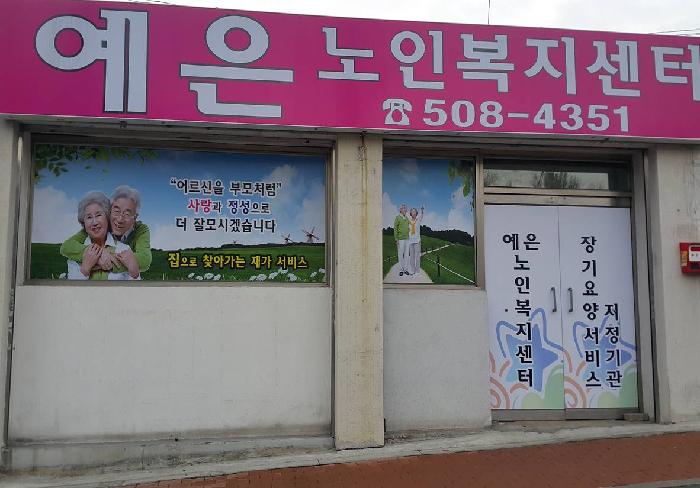 예은 노인복지센터
☎508-4351
"어르신을 부모처럼"
사랑과 정성으로
더 잘모시겠습니다
집으로 찾아가는 재가 서비스
예은
노인복지센터
장기요양서비스
지정기관